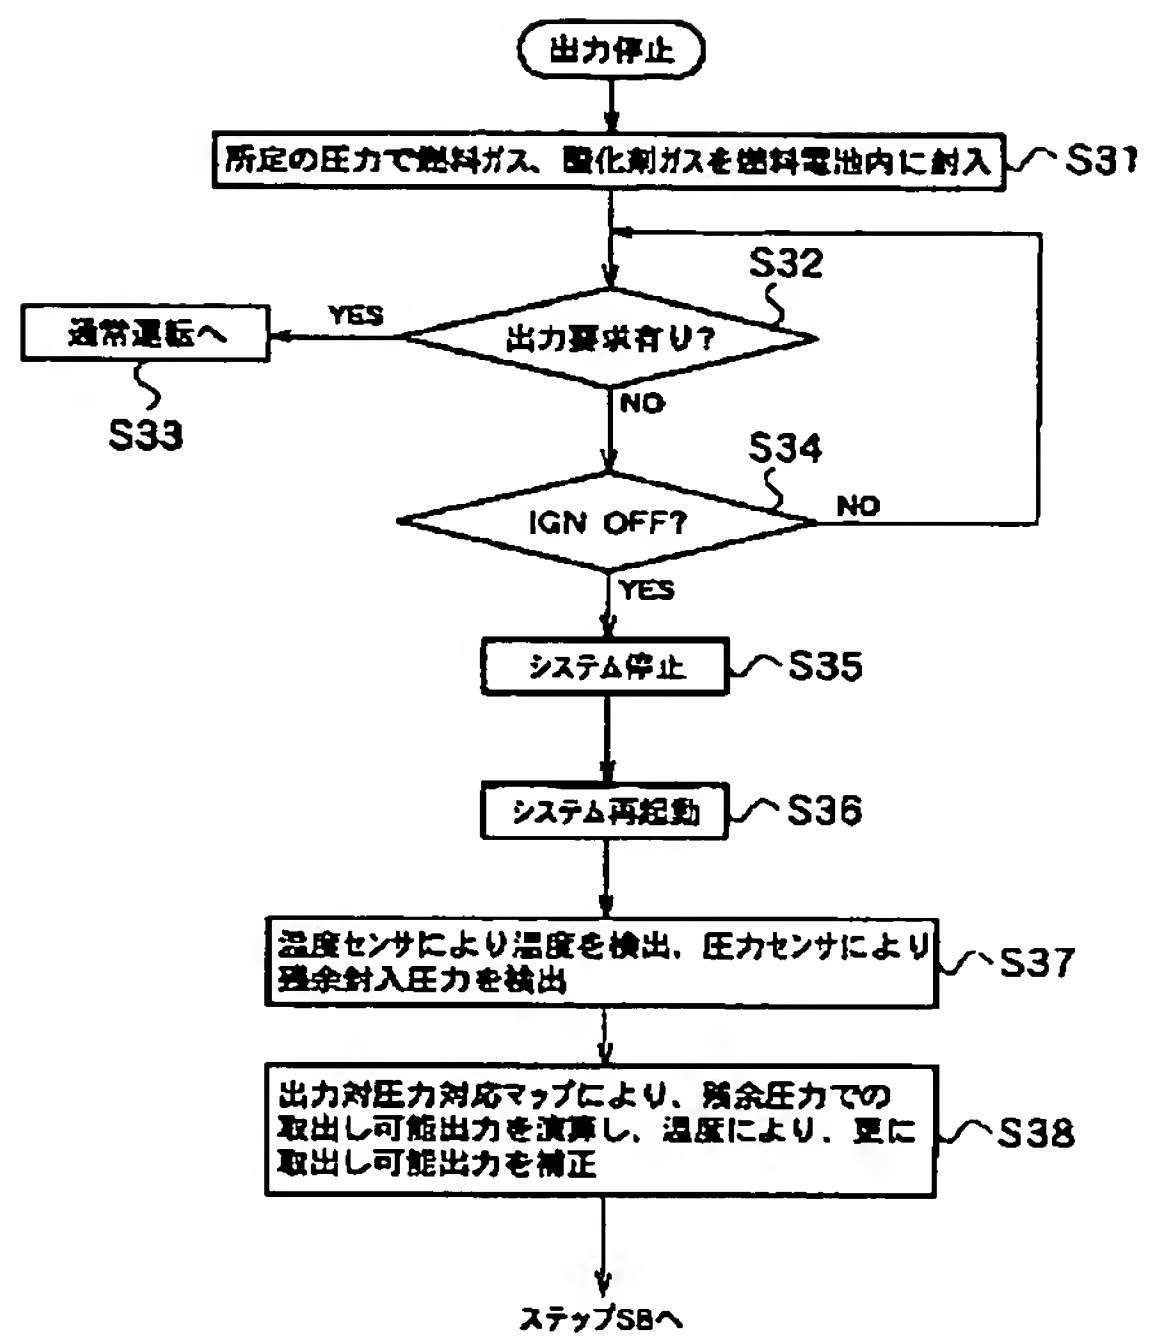 出力停止
所定の圧力で燃料ガス、酸化剤ガスを燃料電池内に封入
S31
S32
出力要求有り?
YES
通常運転へ
S33
NO
S34
IGN OFF?
NO
YES
システム停止
S35
システム再起動
S36
温度センサにより温度を検出、圧力センサにより
残余封入圧力を検出
S37
出力対圧力対応マップにより、残余圧力での
取出し可能出力を演算し、温度により、更に
取出し可能出力を補正
S38
ステップS8へ